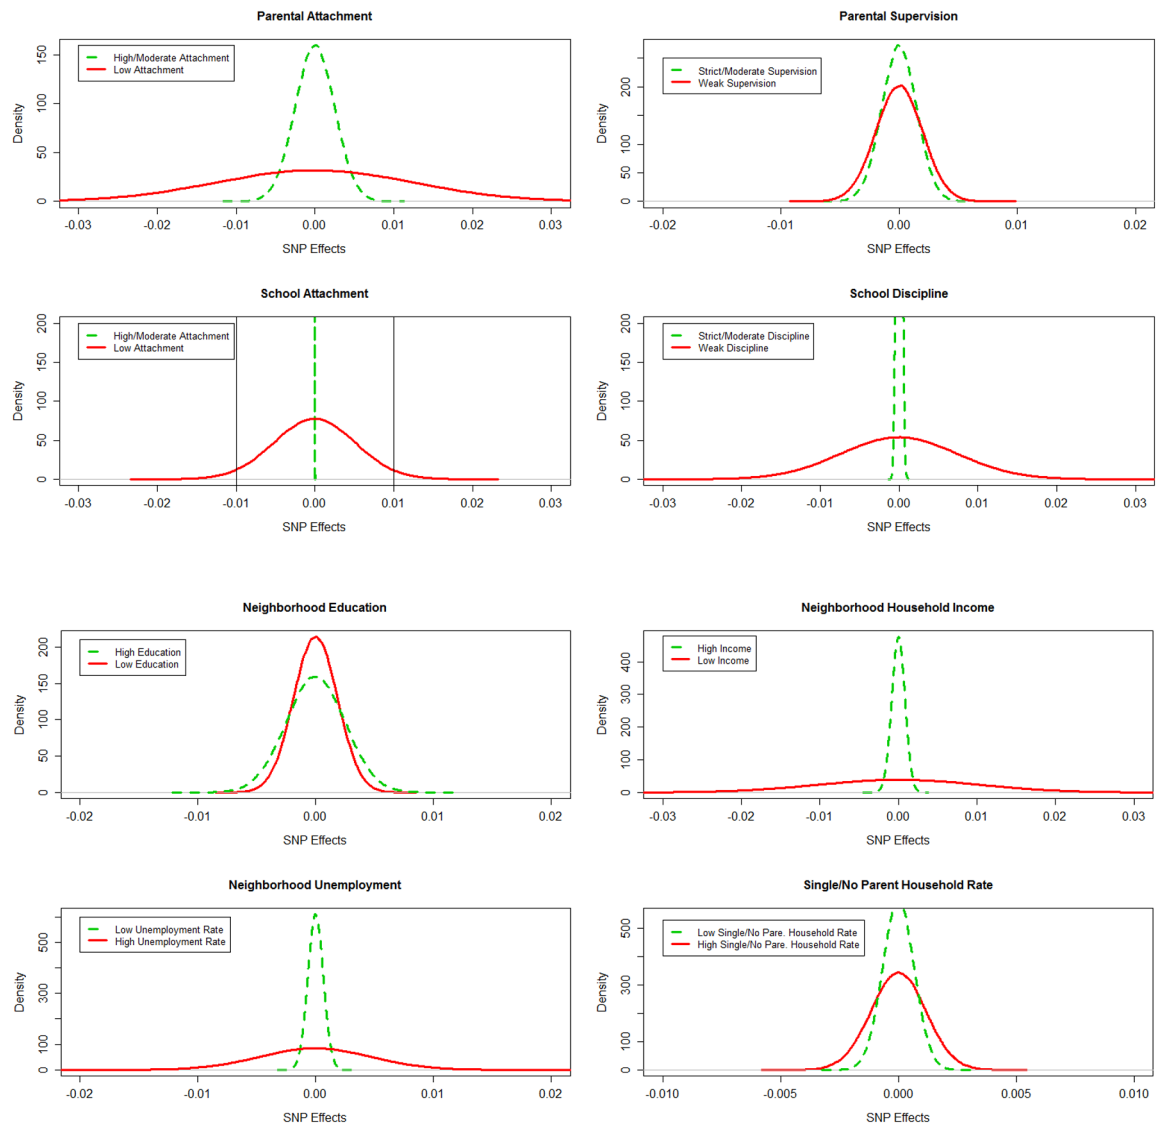 Parental Attachment
High/Moderate Attachment
Low Attachment
Density
0 50 100 150
-0.03 -0.02 -0.01 0.00 0.01 0.02 0.03
SNP Effects
Parental Supervision
Strict/Moderate Supervision
Weak Supervision
Density
0 50 100 200
-0.02 -0.01 0.00 0.01 0.02
SNP Effects
School Attachment
High/Moderate Attachment
Low Attachment
Density
0 50 100 150 200
-0.03 -0.02 -0.01 0.00 0.01 0.02 0.03
SNP Effects
School Discipline
Strict/Moderate Discipline
Weak Discipline
Density
0 50 100 150 200
-0.03 -0.02 -0.01 0.00 0.01 0.02 0.03
SNP Effects
Neighborhood Education
High Education
Low Education
Density
0 50 100 150 200
-0.02 -0.01 0.00 0.01 0.02
SNP Effects
Neighborhood Household Income
High Income
Low Income
Density
0 100 200 300 400
-0.03 -0.02 -0.01 0.00 0.01 0.02 0.03
SNP Effects
Neighborhood Unemployment
Low Unemployment Rate
High Unemployment Rate
Density
0 100 300 500
-0.02 -0.01 0.00 0.01 0.02
SNP Effects
Single/No Parent Household Rate
Low Single/No Pare. Household Rate
High Single/No Pare. Household Rate
Density
0 100 300 500
-0.010 -0.005 0.000 0.005 0.010
SNP Effects